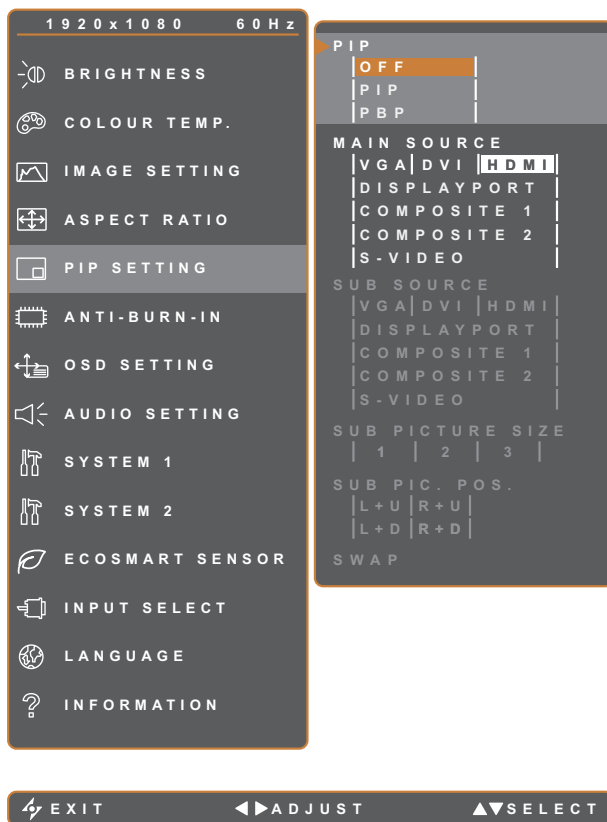 1920x1080 60Hz
BRIGHTNESS
COLOUR TEMP.
IMAGE SETTING
ASPECT RATIO
PIP SETTING
ANTI-BURN-IN
OSD SETTING
AUDIO SETTING
SYSTEM 1
SYSTEM 2
ECOSMART SENSOR
INPUT SELECT
LANGUAGE
INFORMATION
PIP
OFF
PIP
PBP
MAIN SOURCE
VGA DVI HDMI
DISPLAYPORT
COMPOSITE 1
COMPOSITE 2
S-VIDEO
SUB SOURCE
VGA DVI HDMI
DISPLAYPORT
COMPOSITE 1
COMPOSITE 2
S-VIDEO
SUB PICTURE SIZE
1 2 3
SUB PIC. POS.
L+U R+U
L+D R+D
SWAP
EXIT ADJUST SELECT